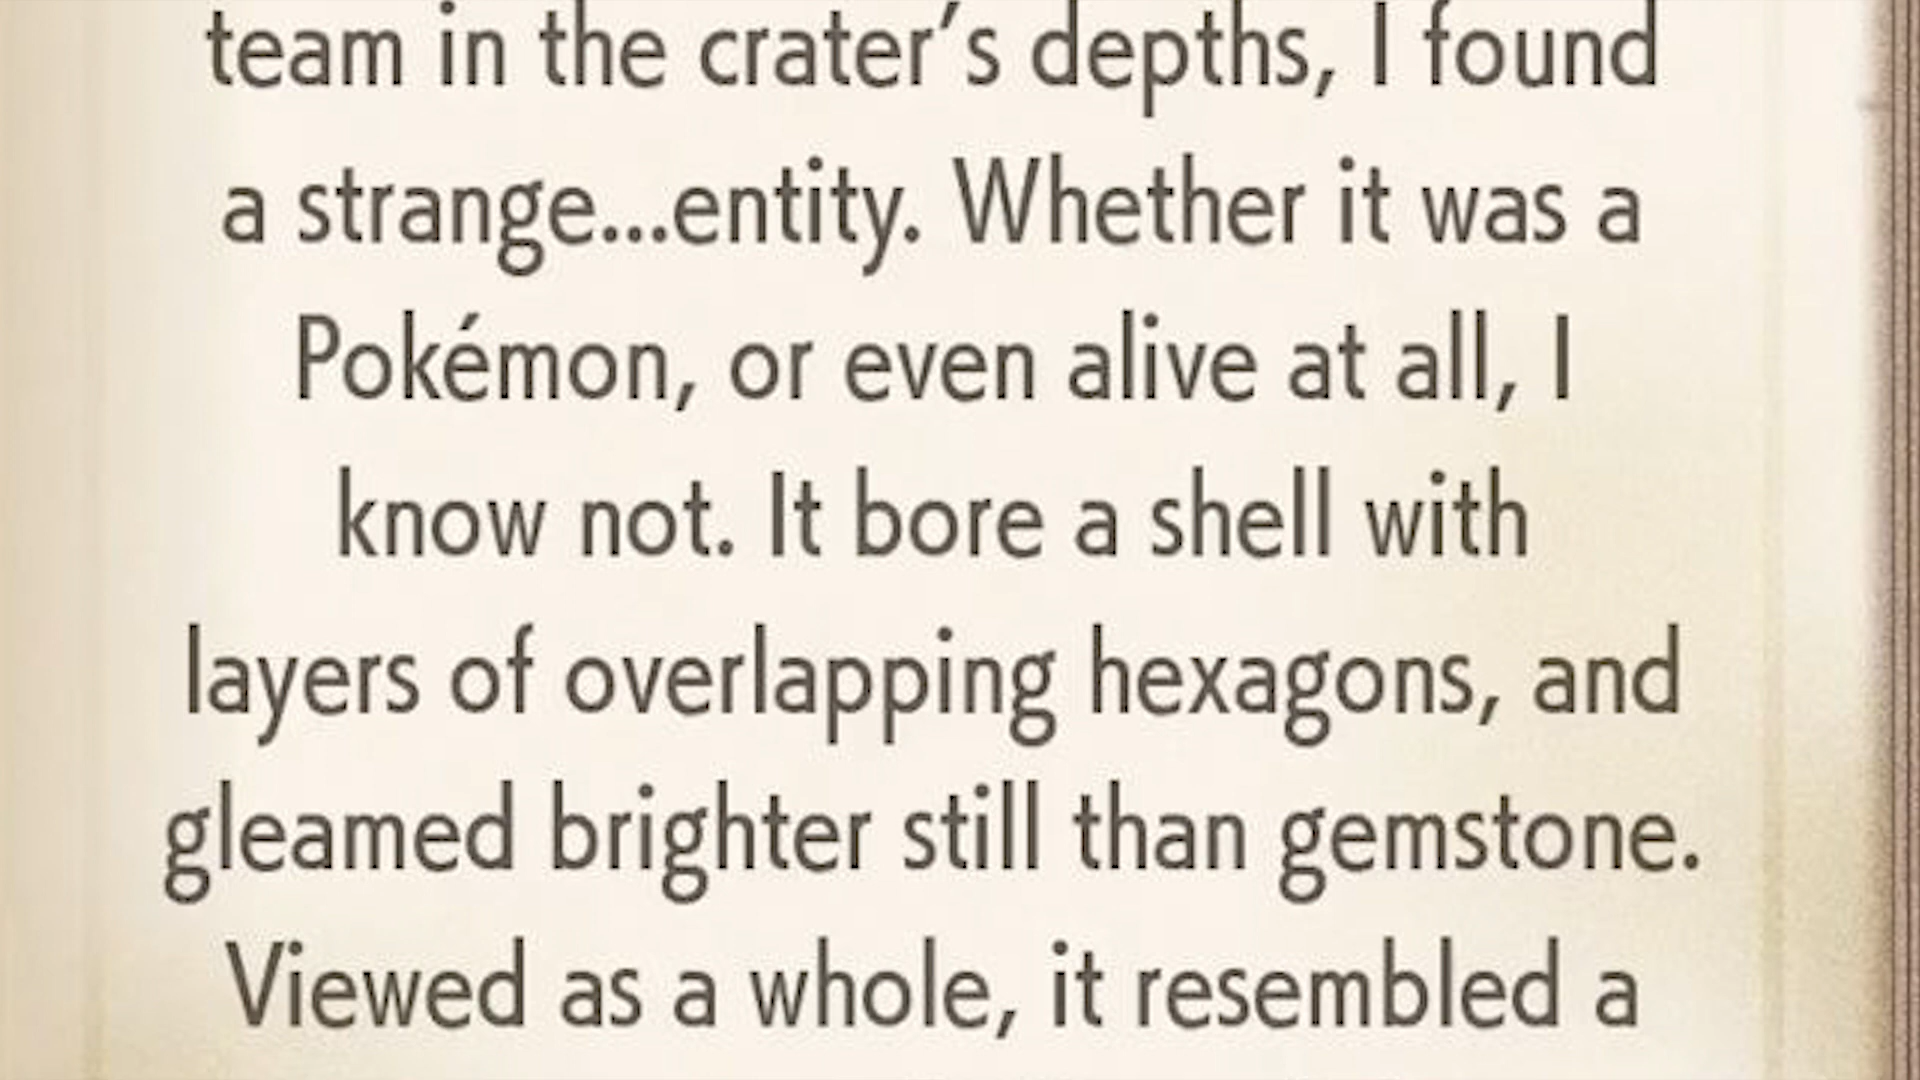 team in the crater's depths, I found
a strange...entity. Whether it was a
Pokémon, or even alive at all, I
know not. It bore a shell with
layers of overlapping hexagons, and
gleamed brighter still than gemstone.
Viewed as a whole, it resembled a